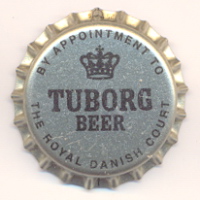 BY APPOINTMENT TO
TUBORG
BEER
THE ROYAL DANISH COURT